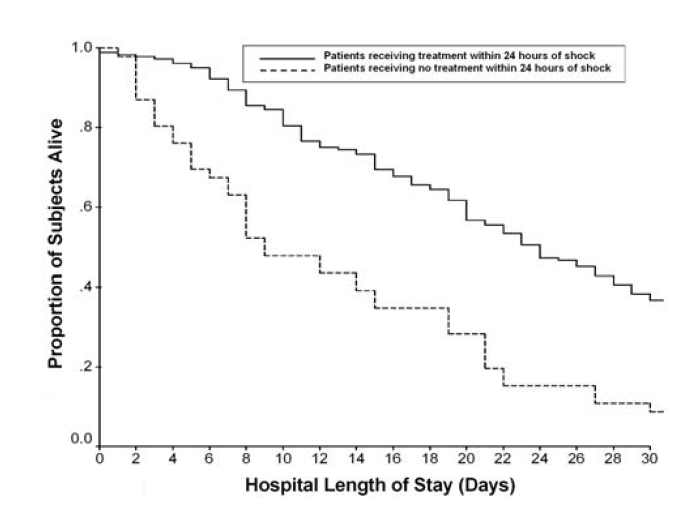 Patients receiving treatment within 24 hours of shock
Patients receiving no treatment within 24 hours of shock
1.0
.8
.6
.4
.2
0.0
Proportion of Subjects Alive
0 2 4 6 8 10 12 14 16 18 20 22 24 26 28 30
Hospital Length of Stay (Days)